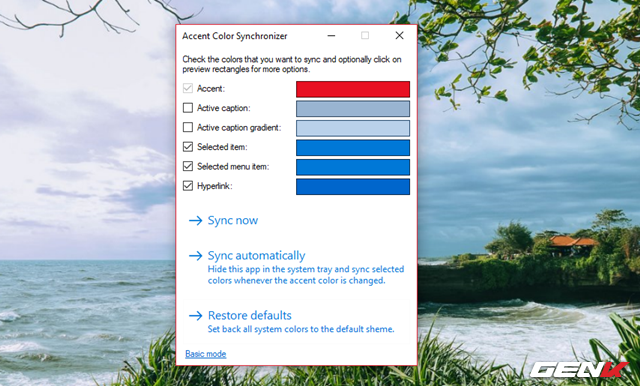 Accent Color Synchronizer
Check the colors that you want to sync and optionally click on
preview rectangles for more options.
Accent:
Active caption:
Active caption gradient:
Selected item:
Selected menu item:
Hyperlink:
Sync now
Sync automatically
Hide this app in the system tray and sync selected
colors whenever the accent color is changed.
Restore defaults
Set back all system colors to the default sheme.
Basic mode
GENK